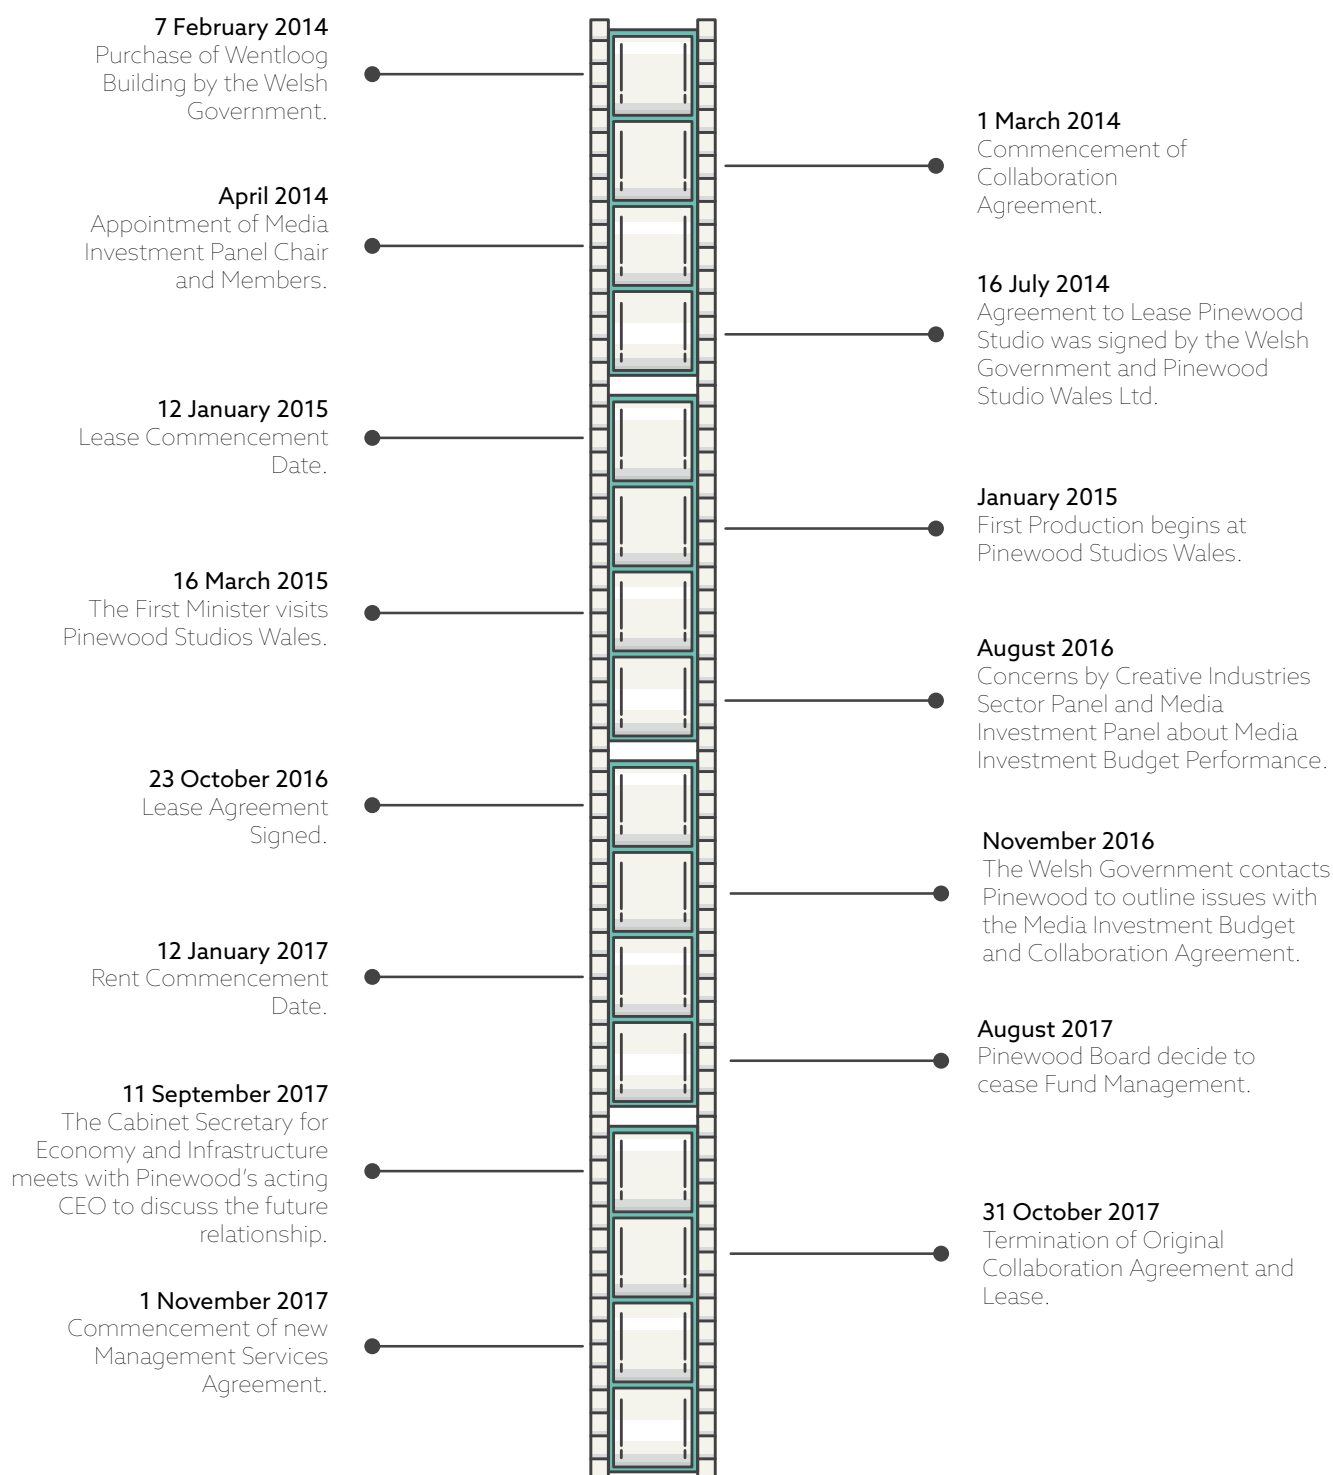 7 February 2014
Purchase of Wentloog
Building by the Welsh
Government.
1 March 2014
Commencement of
Collaboration
Agreement.
April 2014
Appointment of Media
Investment Panel Chair
and Members.
16 July 2014
Agreement to Lease Pinewood
Studio was signed by the Welsh
Government and Pinewood
Studio Wales Ltd.
12 January 2015
Lease Commencement
Date.
January 2015
First Production begins at
Pinewood Studios Wales.
16 March 2015
The First Minister visits
Pinewood Studios Wales.
August 2016
Concerns by Creative Industries
Sector Panel and Media
Investment Panel about Media
Investment Budget Performance.
23 October 2016
Lease Agreement
Signed.
November 2016
The Welsh Government contacts
Pinewood to outline issues with
the Media Investment Budget
and Collaboration Agreement.
12 January 2017
Rent Commencement
Date.
August 2017
Pinewood Board decide to
cease Fund Management.
11 September 2017
The Cabinet Secretary for
Economy and Infrastructure
meets with Pinewood's acting
CEO to discuss the future
relationship.
31 October 2017
Termination of Original
Collaboration Agreement and
Lease.
1 November 2017
Commencement of new
Management Services
Agreement.